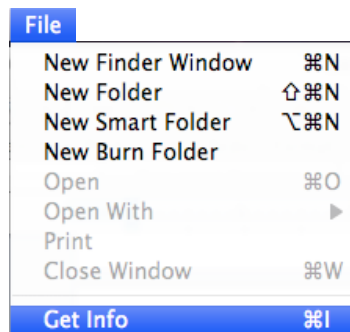 File
New Finder Window ⌘N
New Folder ⇧⌘N
New Smart Folder ⌥⌘N
New Burn Folder
Open ⌘O
Open With ▶
Print
Close Window ⌘W
Get Info ⌘I